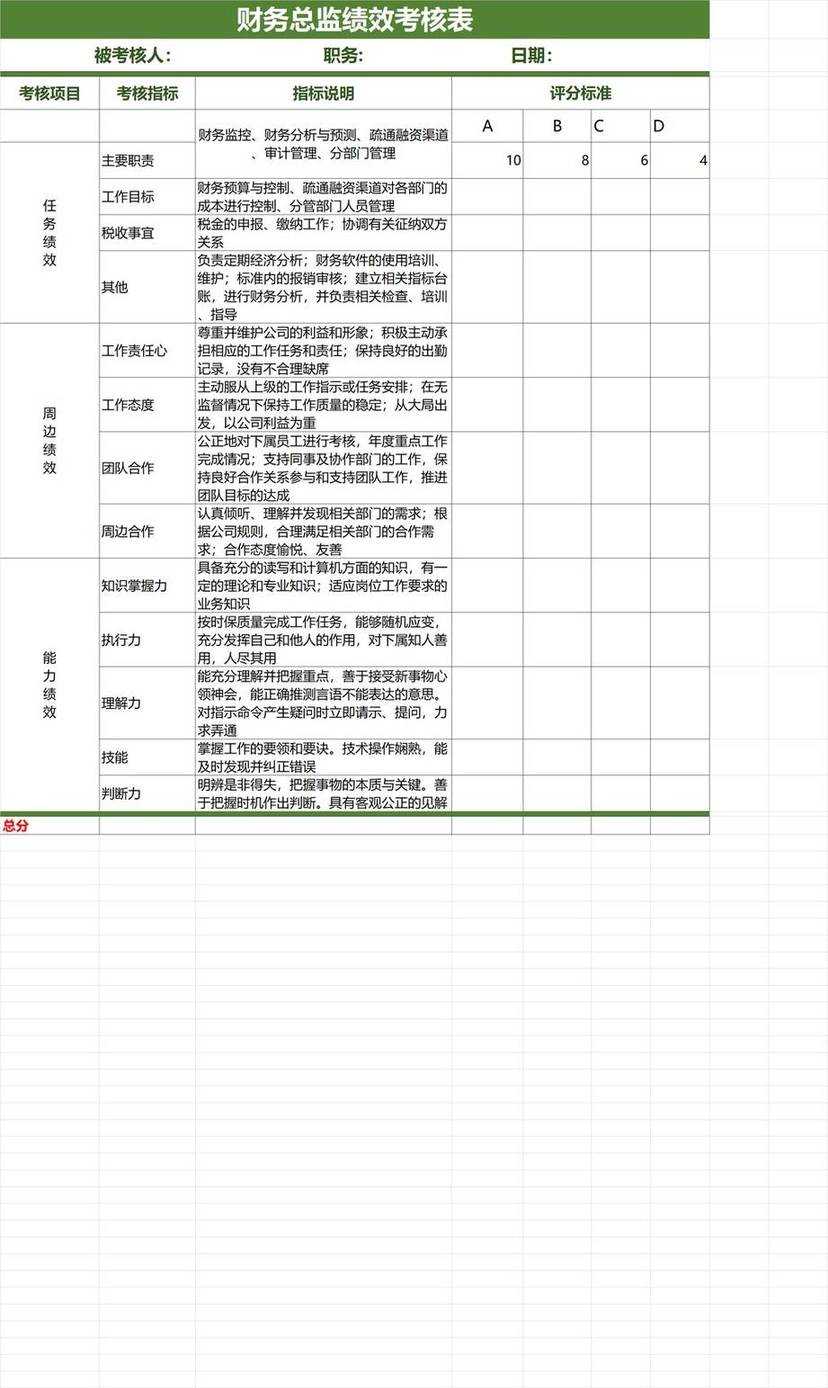 财务总监绩效考核表
被考核人： 职务: 日期：
考核项目 考核指标 指标说明 评分标准
A B C D
财务监控、财务分析与预测、疏通融资渠道
、审计管理、分部门管理
主要职责 10 8 6 4
任
务
绩
效
工作目标
财务预算与控制、疏通融资渠道对各部门的
成本进行控制、分管部门人员管理
税收事宜
税金的申报、缴纳工作；协调有关征纳双方
关系
其他
负责定期经济分析；财务软件的使用培训、
维护；标准内的报销审核；建立相关指标台
账，进行财务分析，并负责相关检查、培训
、指导
周
边
绩
效
工作责任心
尊重并维护公司的利益和形象；积极主动承
担相应的工作任务和责任；保持良好的出勤
记录，没有不合理缺席
工作态度
主动服从上级的工作指示或任务安排；在无
监督情况下保持工作质量的稳定；从大局出
发，以公司利益为重
团队合作
公正地对下属员工进行考核，年度重点工作
完成情况；支持同事及协作部门的工作，保
持良好合作关系参与和支持团队工作，推进
团队目标的达成
周边合作
认真倾听、理解并发现相关部门的需求；根
据公司规则，合理满足相关部门的合作需
求；合作态度愉悦、友善
能
力
绩
效
知识掌握力
具备充分的读写和计算机方面的知识，有一
定的理论和专业知识；适应岗位工作要求的
业务知识
执行力
按时保质量完成工作任务，能够随机应变，
充分发挥自己和他人的作用，对下属知人善
用，人尽其用
理解力
能充分理解并把握重点，善于接受新事物心
领神会，能正确推测言语不能表达的意思。
对指示命令产生疑问时立即请示、提问，力
求弄通
技能
掌握工作的要领和要诀。技术操作娴熟，能
及时发现并纠正错误
判断力
明辨是非得失，把握事物的本质与关键。善
于把握时机作出判断。具有客观公正的见解
总分